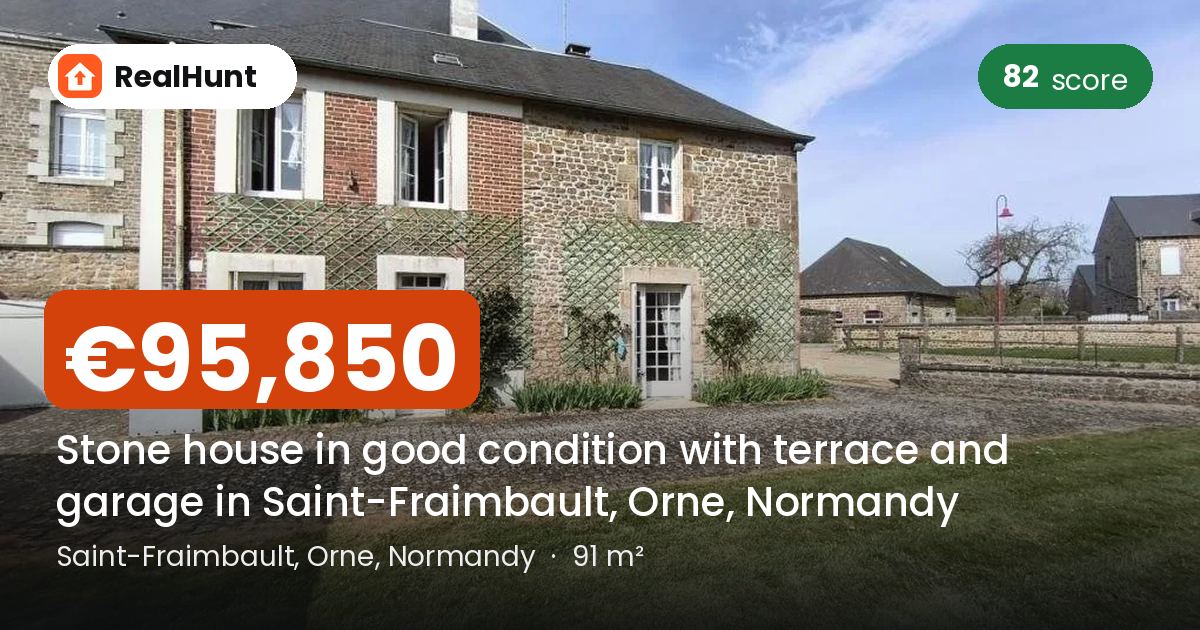 RealHunt
82 score
€95,850
Stone house in good condition with terrace and
garage in Saint-Fraimbault, Orne, Normandy
Saint-Fraimbault, Orne, Normandy · 91 m²